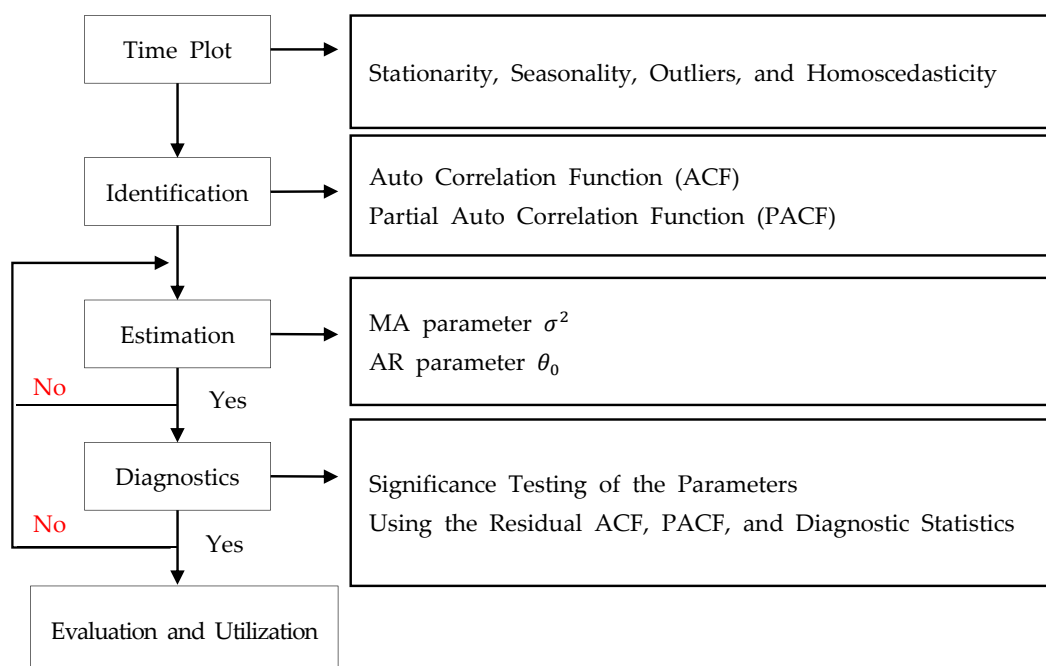 Time Plot
Stationarity, Seasonality, Outliers, and Homoscedasticity
Identification
Auto Correlation Function (ACF)
Partial Auto Correlation Function (PACF)
Estimation
MA parameter σ²
AR parameter θ₀
No
Yes
Diagnostics
Significance Testing of the Parameters
Using the Residual ACF, PACF, and Diagnostic Statistics
No
Yes
Evaluation and Utilization